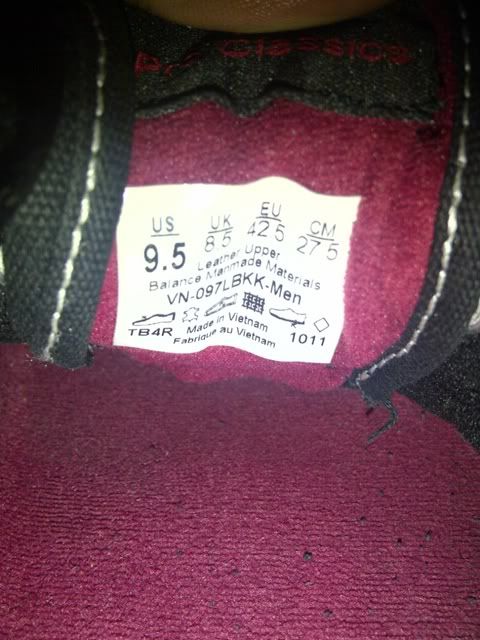 Classics
US UK EU CM
9.5 8.5 42.5 27.5
Leather Upper
Balance Manmade Materials
VN-097LBKK-Men
TB4R Made in Vietnam 1011
Fabrique au Vietnam